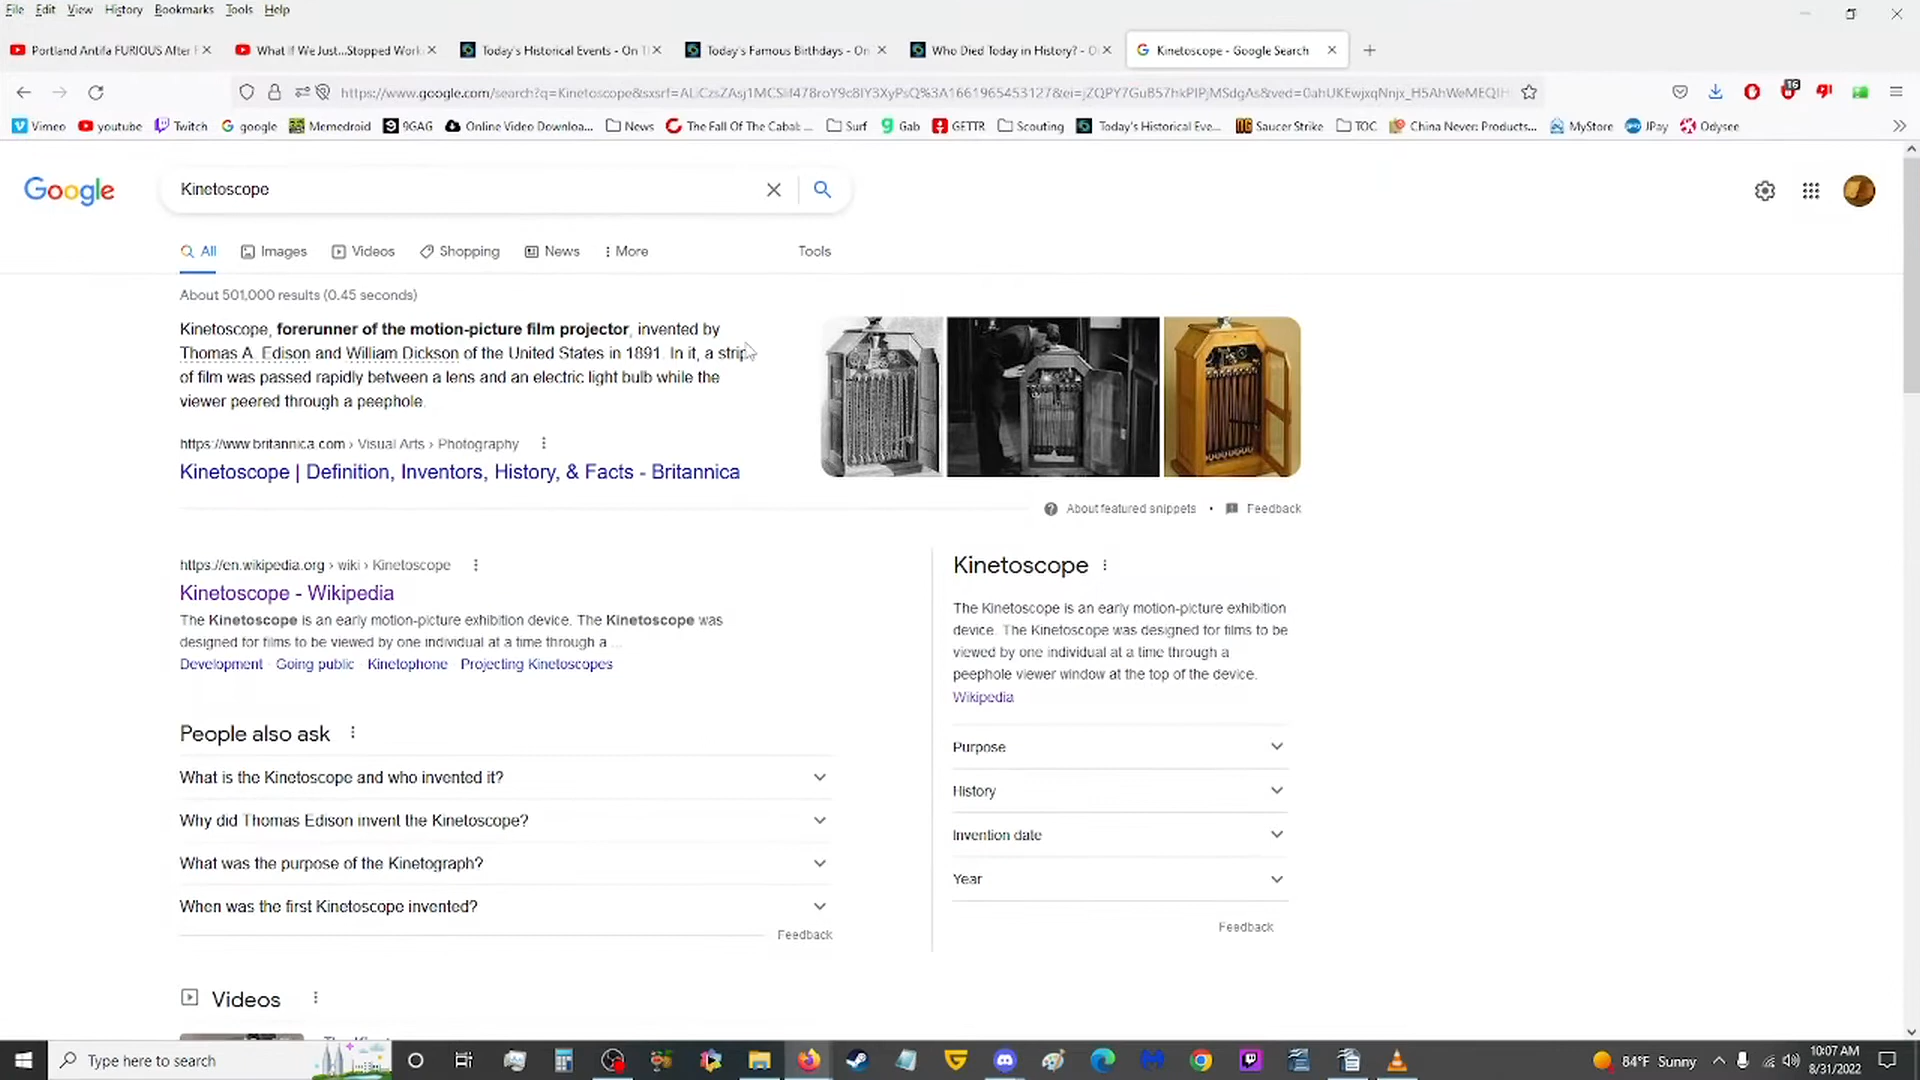 File Edit View History Bookmarks Tools Help
Portland Antifa FURIOUS After
What If We Just...Stopped Work
Today's Historical Events - On T
Today's Famous Birthdays - On
Who Died Today in History? - O
Kinetoscope - Google Search
Vimeo youtube Twitch google Memedroid 9GAG Online Video Downloa... News The Fall Of The Cabal ... Surf Gab GETTR Scouting Today's Historical Eve... Saucer Strike TOC China Never: Products... MyStore JPay Odysee
16
Google
Kinetoscope
All Images Videos Shopping News More Tools
About 501,000 results (0.45 seconds)
Kinetoscope, forerunner of the motion-picture film projector, invented by
Thomas A. Edison and William Dickson of the United States in 1891. In it, a strip
of film was passed rapidly between a lens and an electric light bulb while the
viewer peered through a peephole.
https://www.britannica.com › Visual Arts › Photography
Kinetoscope | Definition, Inventors, History, & Facts - Britannica
About featured snippets • Feedback
https://en.wikipedia.org › wiki › Kinetoscope
Kinetoscope - Wikipedia
The Kinetoscope is an early motion-picture exhibition device. The Kinetoscope was
designed for films to be viewed by one individual at a time through a ...
Development · Going public · Kinetophone · Projecting Kinetoscopes
People also ask
What is the Kinetoscope and who invented it?
Why did Thomas Edison invent the Kinetoscope?
What was the purpose of the Kinetograph?
When was the first Kinetoscope invented?
Feedback
Kinetoscope
The Kinetoscope is an early motion-picture exhibition
device. The Kinetoscope was designed for films to be
viewed by one individual at a time through a
peephole viewer window at the top of the device.
Wikipedia
Purpose
History
Invention date
Year
Feedback
Videos
Type here to search
84°F Sunny
10:07 AM
8/31/2022